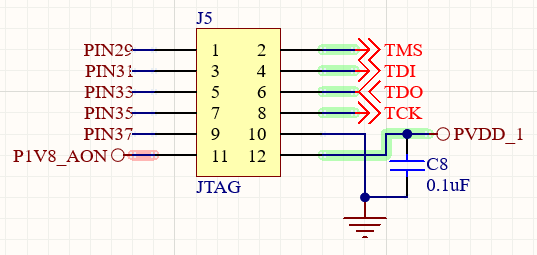 J5
PIN29 1 2 TMS
PIN31 3 4 TDI
PIN33 5 6 TDO
PIN35 7 8 TCK
PIN37 9 10 PVDD_1
P1V8_AON 11 12
C8
JTAG 0.1uF